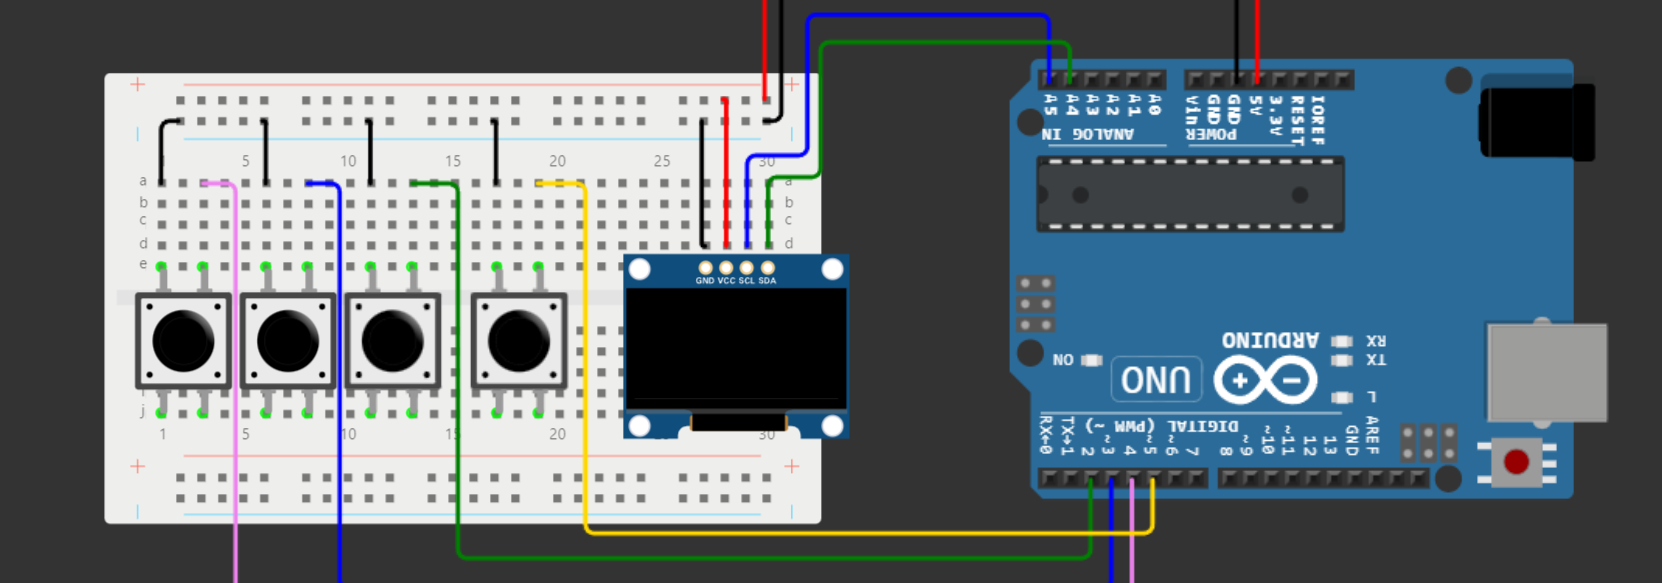 + +
5 10 15 20 25 30
a a
b b
c c
d d
e
GND VCC SCL SDA
j
1 5 10 15 20 30
+ +
A5 A4 A3 A2 A1 A0
Vin GND GND 5V 3.3V RESET IOREF
ANALOG IN
POWER
ARDUINO
UNO
ON
RX
TX
L
DIGITAL (PWM ~)
RX←0 TX→1 2 ~3 4 ~5 ~6 7 8 ~9 ~10 ~11 12 13 GND AREF